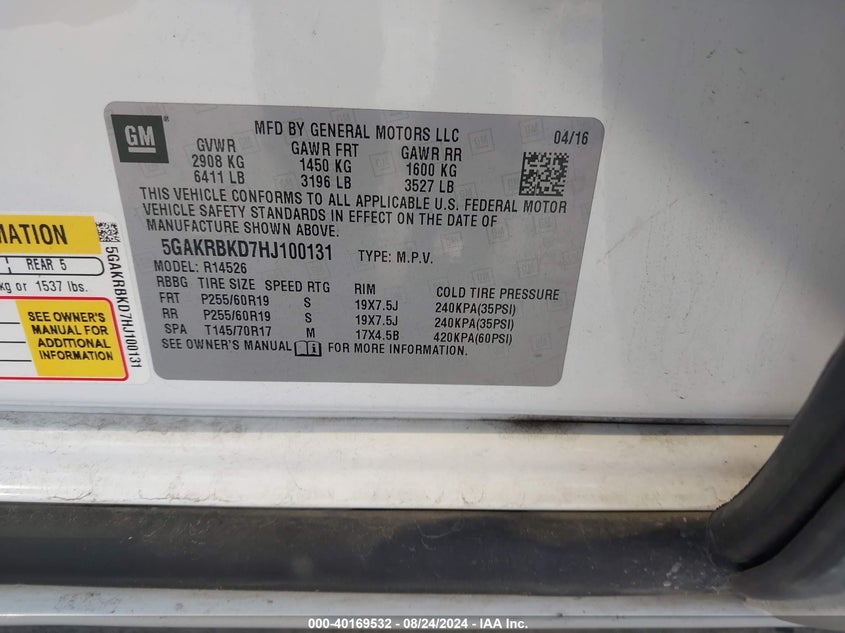 GM
MFD BY GENERAL MOTORS LLC
04/16
GVWR GAWR FRT GAWR RR
2908 KG 1450 KG 1600 KG
6411 LB 3196 LB 3527 LB
THIS VEHICLE CONFORMS TO ALL APPLICABLE U.S. FEDERAL MOTOR
VEHICLE SAFETY STANDARDS IN EFFECT ON THE DATE OF
MANUFACTURE SHOWN ABOVE.
5GAKRBKD7HJ100131 TYPE: M.P.V.
MODEL: R14526
RBBG TIRE SIZE SPEED RTG RIM COLD TIRE PRESSURE
FRT P255/60R19 S 19X7.5J 240KPA(35PSI)
RR P255/60R19 S 19X7.5J 240KPA(35PSI)
SPA T145/70R17 M 17X4.5B 420KPA(60PSI)
SEE OWNER'S MANUAL FOR MORE INFORMATION.
MATION
REAR 5
kg or 1537 lbs.
SEE OWNER'S
MANUAL FOR
ADDITIONAL
INFORMATION
5GAKRBKD7HJ100131
000-40169532 - 08/24/2024 - IAA Inc.